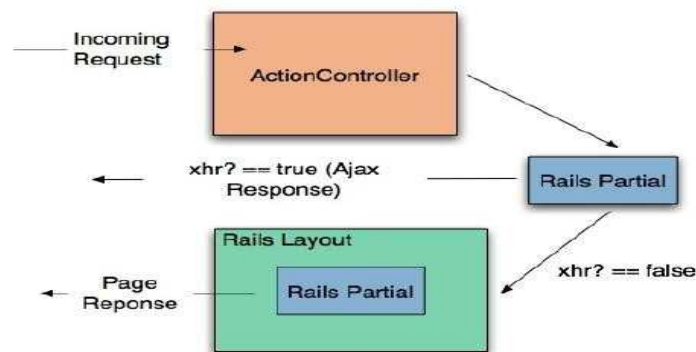 Incoming
Request
ActionController
xhr? == true (Ajax
Response)
Rails Partial
Rails Layout
xhr? == false
Page
Reponse
Rails Partial